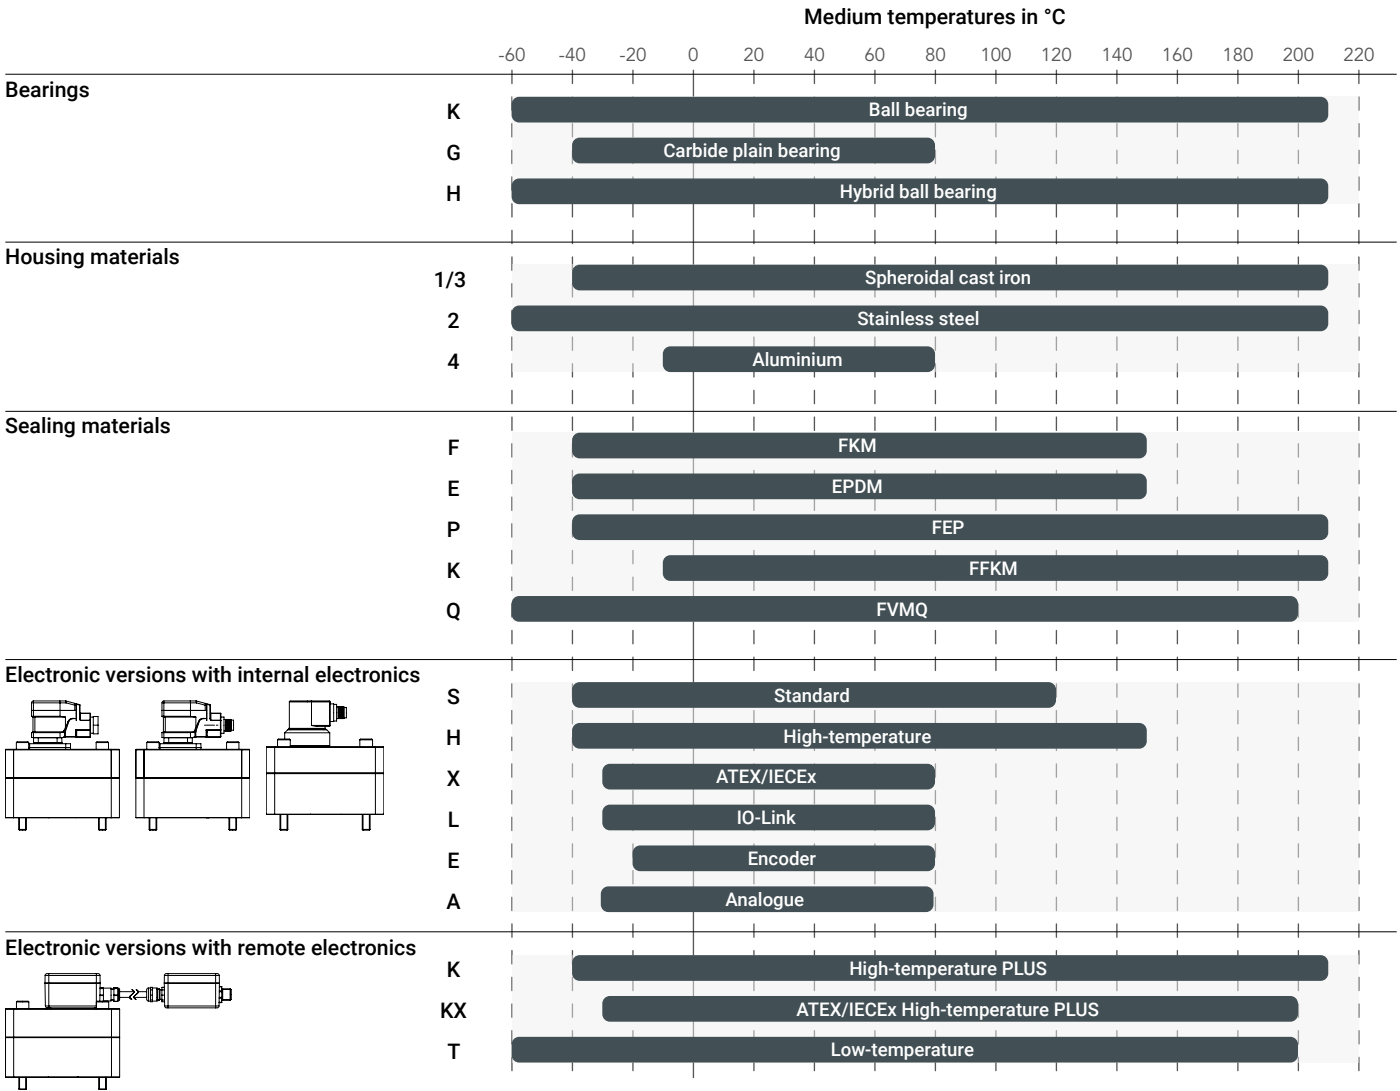 Medium temperatures in °C
-60 -40 -20 0 20 40 60 80 100 120 140 160 180 200 220
Bearings
K Ball bearing
G Carbide plain bearing
H Hybrid ball bearing
Housing materials
1/3 Spheroidal cast iron
2 Stainless steel
4 Aluminium
Sealing materials
F FKM
E EPDM
P FEP
K FFKM
Q FVMQ
Electronic versions with internal electronics
S Standard
H High-temperature
X ATEX/IECEx
L IO-Link
E Encoder
A Analogue
Electronic versions with remote electronics
K High-temperature PLUS
KX ATEX/IECEx High-temperature PLUS
T Low-temperature